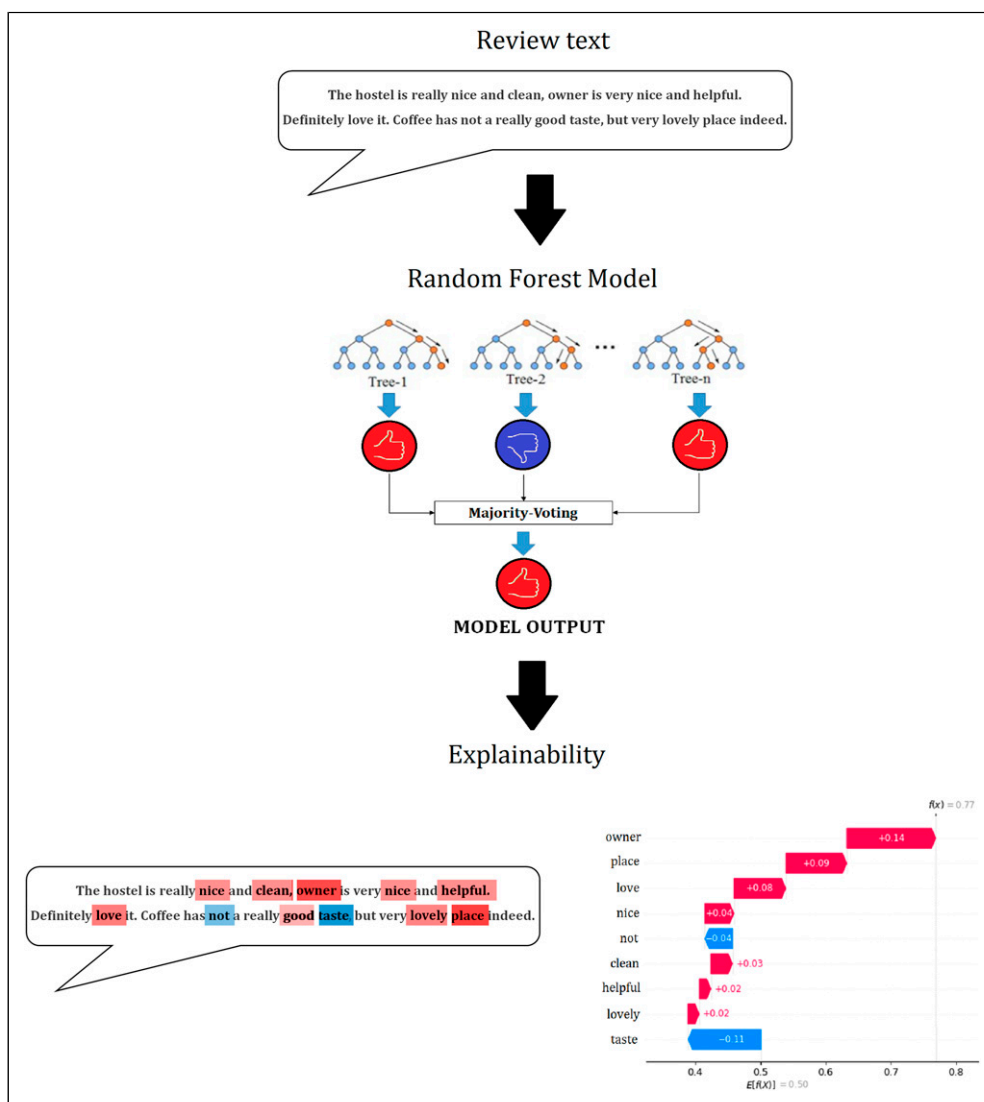 Review text
The hostel is really nice and clean, owner is very nice and helpful.
Definitely love it. Coffee has not a really good taste, but very lovely place indeed.
Random Forest Model
...
Tree-1 Tree-2 Tree-n
Majority-Voting
MODEL OUTPUT
Explainability
The hostel is really nice and clean, owner is very nice and helpful.
Definitely love it. Coffee has not a really good taste, but very lovely place indeed.
f(x) = 0.77
owner +0.14
place +0.09
love +0.08
nice +0.04
not −0.04
clean +0.03
helpful +0.02
lovely +0.02
taste −0.11
0.4 0.5 0.6 0.7 0.8
E[f(X)] = 0.50